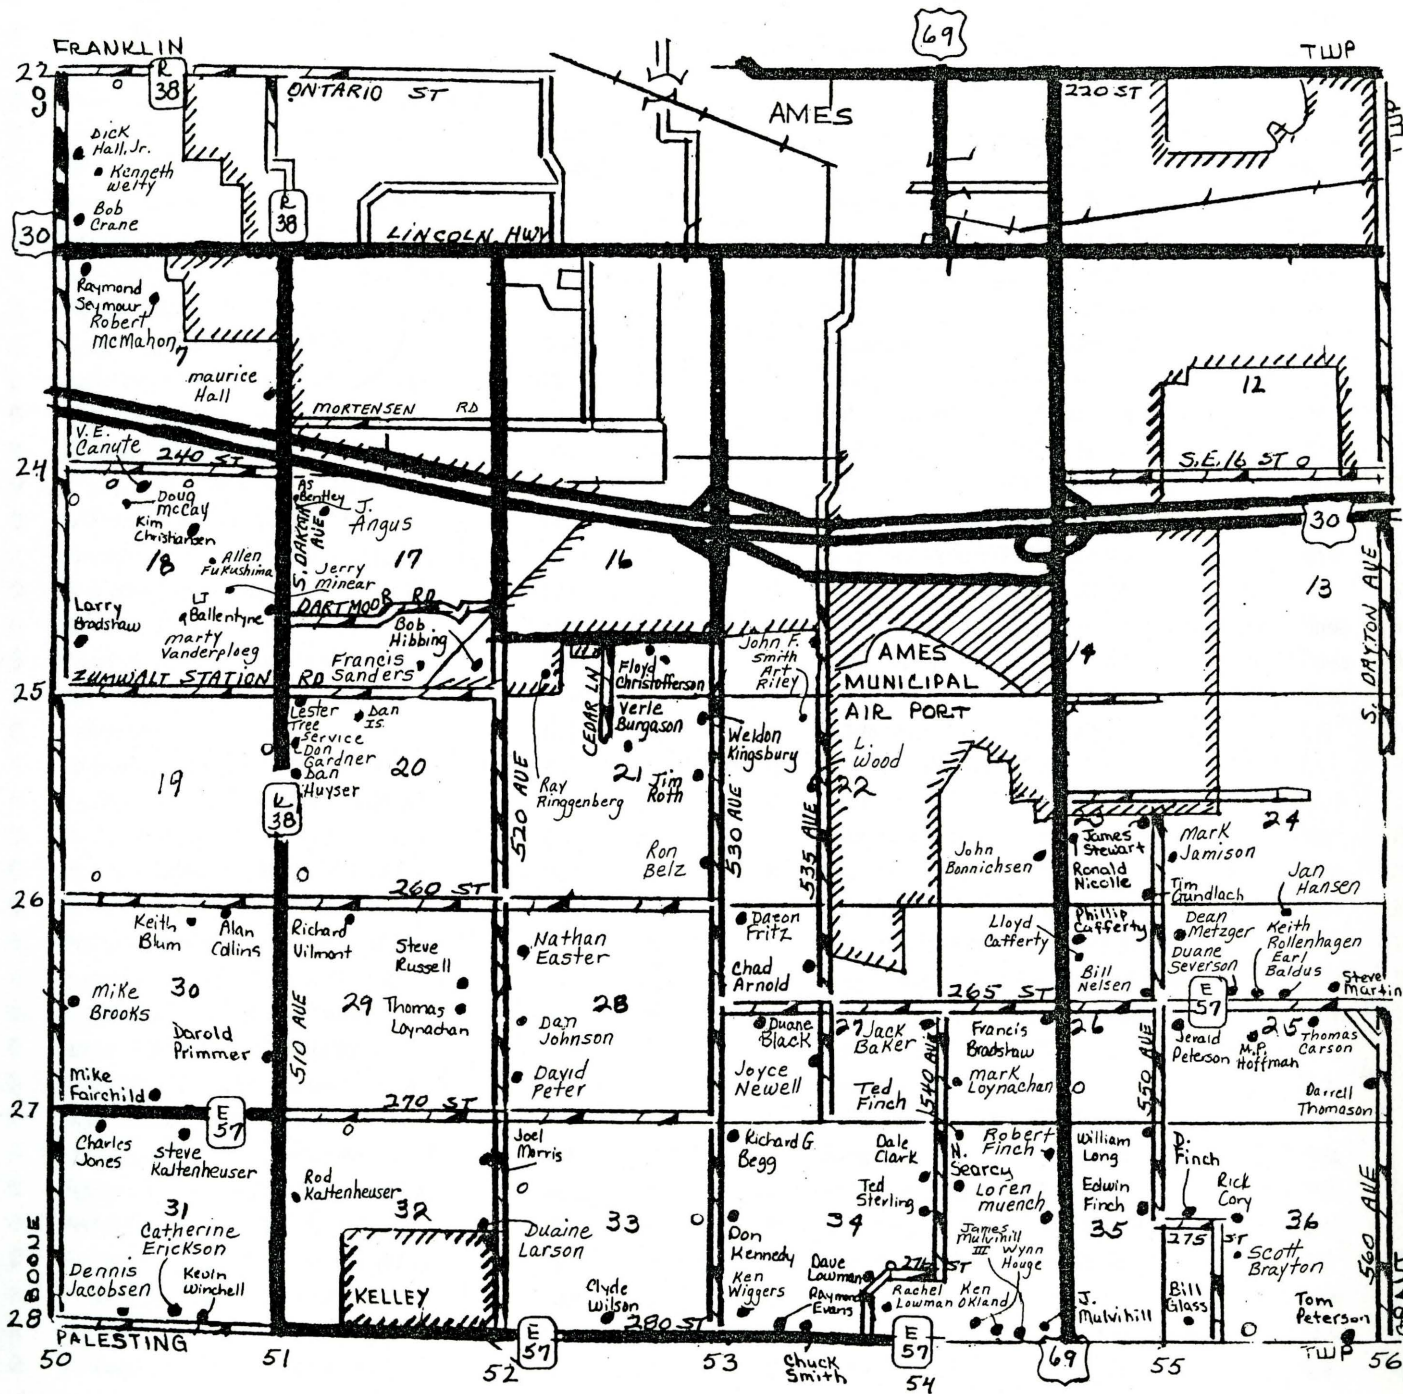 FRANKLIN
TWP
69
220
R
38
ONTARIO ST
AMES
220 ST
TWP
Dick
Hall, Jr.
Kenneth
Welty
Bob
Crane
R
38
30
LINCOLN HWY
Raymond
Seymour
Robert
McMahon
7
maurice
Hall
12
MORTENSEN RD
V. E.
Canute
240 ST
24
S.E. 16 ST
Doug
McCay
Kim
Christiansen
As
Bentley
J.
Angus
S. DAKOTA
AVE
30
18
Allen
Fukushima
Jerry
Minear
17
16
13
S. DAYTON AVE
Larry
Bradshaw
LJ
Ballentyne
marty
Vanderploeg
DARTMOOR RD
Bob
Hibbing
Francis
Sanders
Floyd
Christofferson
John F.
Smith
Art
Riley
AMES
MUNICIPAL
AIR PORT
14
ZUMWALT STATION RD
25
Lester
Tree
Service
Dan
Is.
Don
Gardner
Dan
Huyser
CEDAR LN
Verle
Burgason
Weldon
Kingsbury
L.
Wood
19
20
520 AVE
Ray
Ringgenberg
21
Jim
Roth
530 AVE
22
535 AVE
R
38
Ron
Belz
John
Bonnichsen
23
James
Stewart
Ronald
Nicolle
Mark
Jamison
24
Jan
Hansen
Tim
Gundlach
26
260 ST
Keith
Blum
Alan
Calins
Richard
Vilmont
Steve
Russell
Nathan
Easter
Dazon
Fritz
Lloyd
Cafferty
Phillip
Cafferty
Dean
Metzger
Duane
Severson
Keith
Rollenhagen
Earl
Baldus
Chad
Arnold
Bill
Nelsen
Steve
Martin
Mike
Brooks
30
510 AVE
29
Thomas
Loynachan
28
265 ST
E
57
Darold
Primmer
Dan
Johnson
Duane
Black
27
Jack
Baker
Francis
Bradshaw
26
550 AVE
Jerald
Peterson
M.P.
Hoffman
25
Thomas
Carson
Mike
Fairchild
David
Peter
Joyce
Newell
Ted
Finch
1540 AVE
Mark
Loynachan
Darrell
Thomason
27
E
57
270 ST
Charles
Jones
Steve
Kaltenheuser
Joel
Morris
Richard G.
Begg
Dale
Clark
N.
Searcy
Robert
Finch
William
Long
D.
Finch
Rod
Kaltenheuser
Ted
Sterling
Loren
muench
Edwin
Finch
Rick
Cory
31
Catherine
Erickson
32
Duaine
Larson
33
Don
Kennedy
34
James
Mulvihill
III
Wynn
Houge
35
275 ST
36
Scott
Brayton
560 AVE
BOONE
Dennis
Jacobsen
Kevin
Winchell
KELLEY
Clyde
Wilson
Ken
Wiggers
Dave
Lowman
Raymond
Evans
276 ST
Rachel
Lowman
Ken
Okland
J.
Mulvihill
Bill
Glass
Tom
Peterson
28
280 ST
PALESTING
E
57
E
57
69
TWP
Chuck
Smith
50
51
52
53
54
55
56